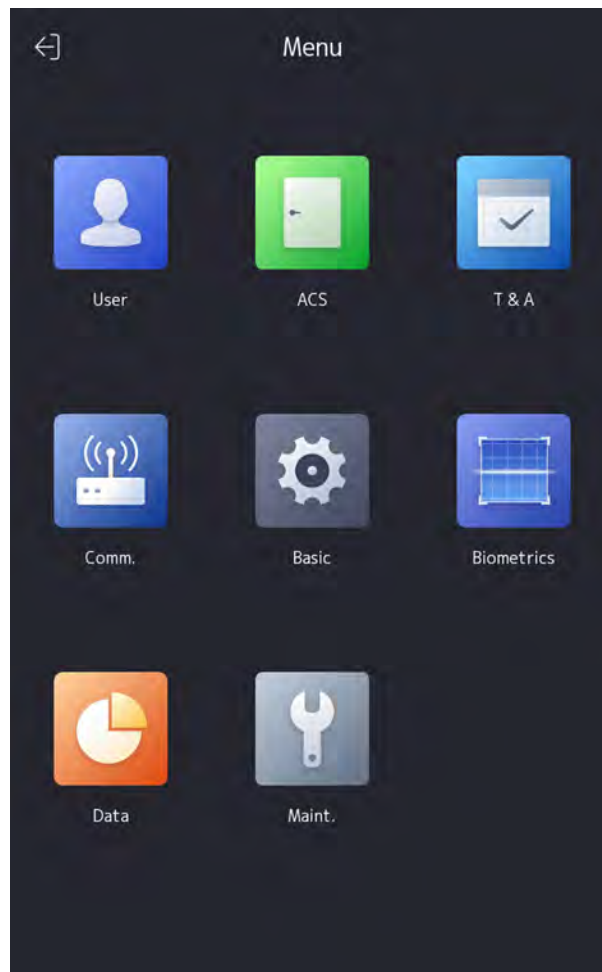 Menu
User
ACS
T & A
Comm.
Basic
Biometrics
Data
Maint.